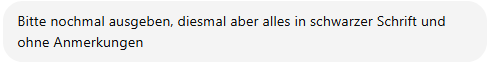 Bitte nochmal ausgeben, diesmal aber alles in schwarzer Schrift und
ohne Anmerkungen